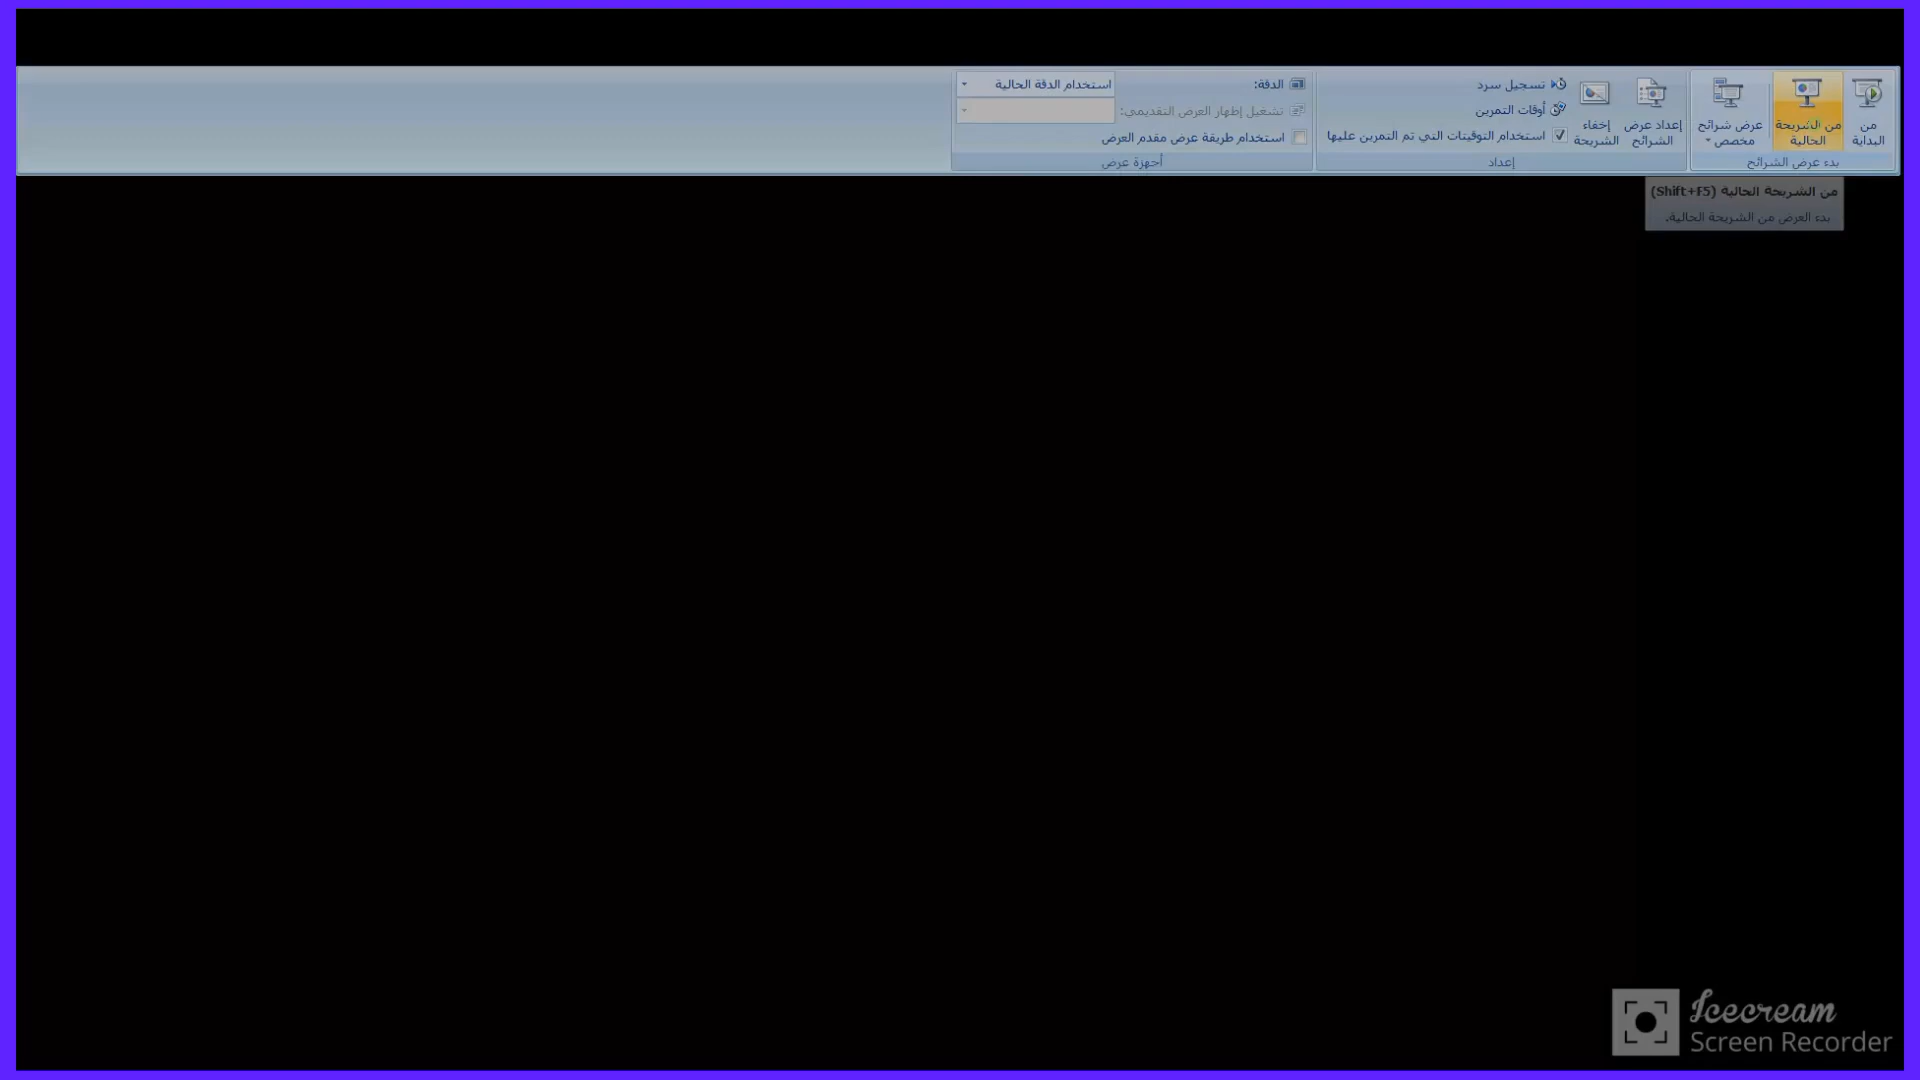 من
البداية
من الشريحة
الحالية
عرض شرائح
مخصص
بدء عرض الشرائح
إعداد عرض
الشرائح
إخفاء
الشريحة
تسجيل سرد
أوقات التمرين
استخدام التوقيتات التي تم التمرين عليها
إعداد
الدقة:
استخدام الدقة الحالية
تشغيل إظهار العرض التقديمي:
استخدام طريقة عرض مقدم العرض
أجهزة عرض
من الشريحة الحالية (Shift+F5)
بدء العرض من الشريحة الحالية.
Icecream
Screen Recorder